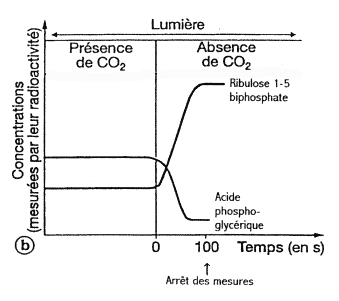 Lumière
Présence
de CO₂
Absence
de CO₂
Concentrations
(mesurées par leur radioactivité)
Ribulose 1-5
biphosphate
Acide
phospho-
glycérique
b
0
100
Temps (en s)
↑
Arrêt des mesures